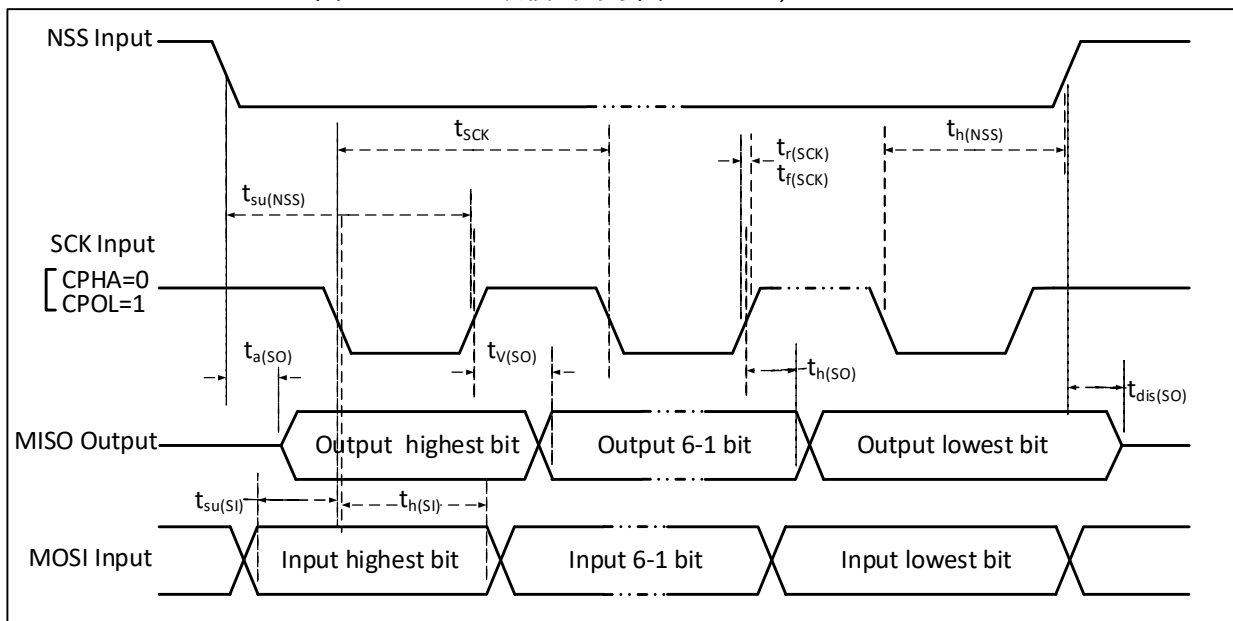 NSS Input
tSCK
th(NSS)
tr(SCK)
tf(SCK)
tsu(NSS)
SCK Input
CPHA=0
CPOL=1
ta(SO)
tV(SO)
th(SO)
tdis(SO)
MISO Output
Output highest bit
Output 6-1 bit
Output lowest bit
tsu(SI)
th(SI)
MOSI Input
Input highest bit
Input 6-1 bit
Input lowest bit